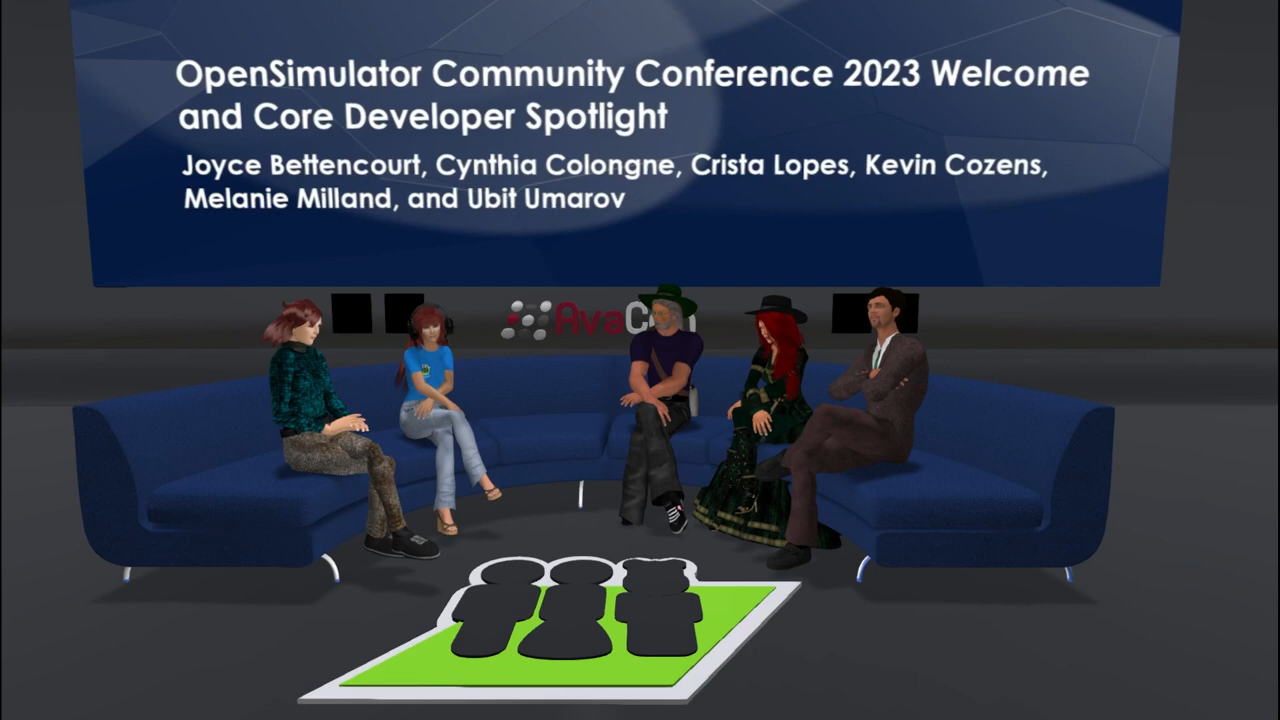 OpenSimulator Community Conference 2023 Welcome
and Core Developer Spotlight
Joyce Bettencourt, Cynthia Colongne, Crista Lopes, Kevin Cozens,
Melanie Milland, and Ubit Umarov